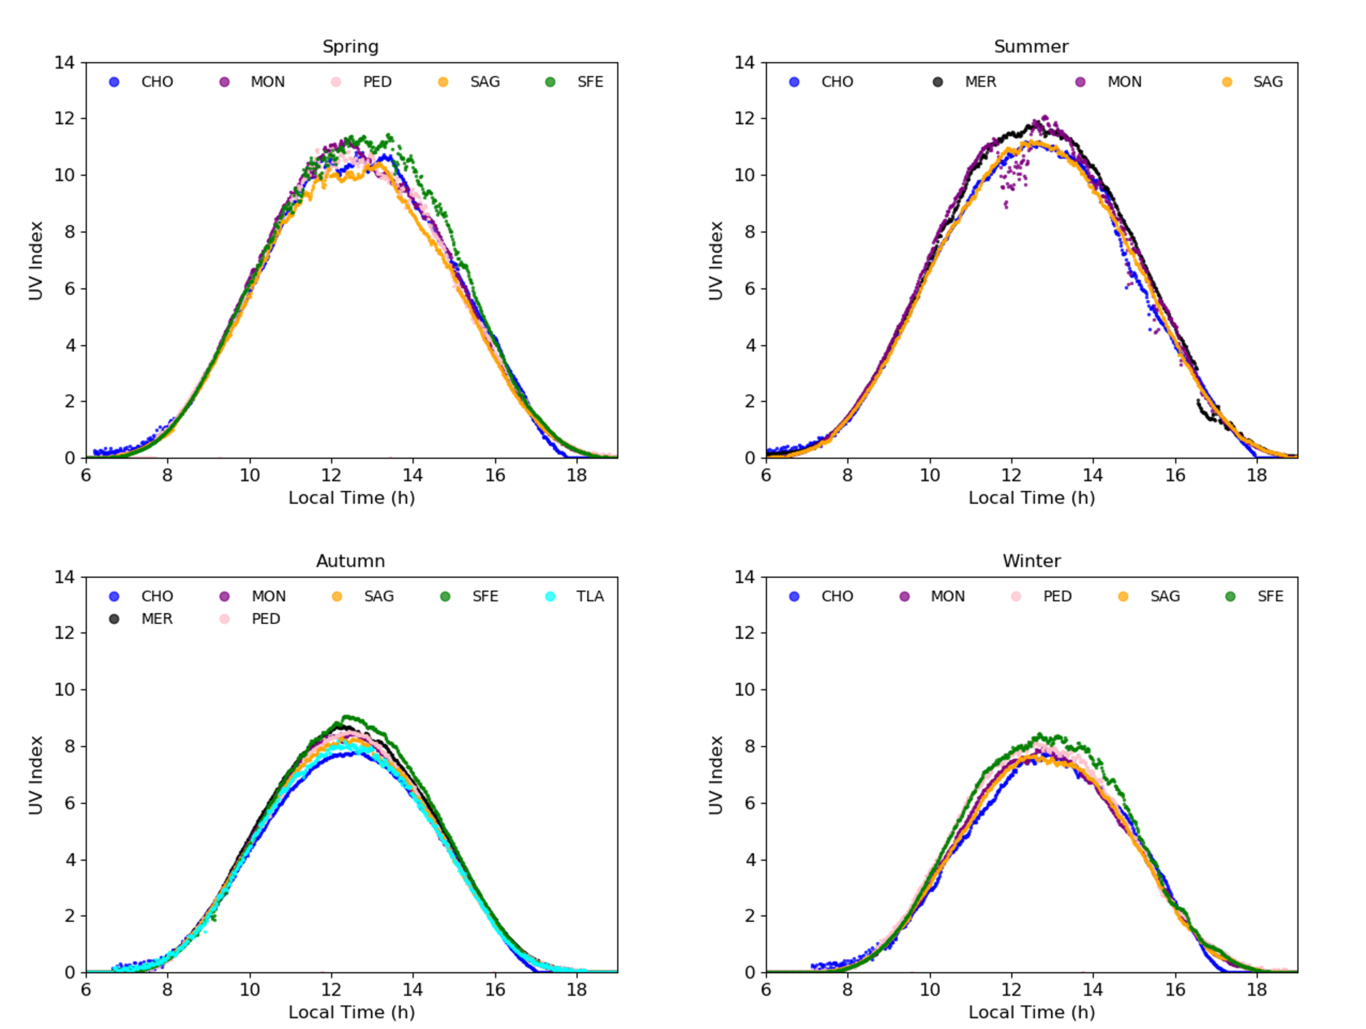 Spring
14
CHO MON PED SAG SFE
12
10
8
6
4
2
0
UV Index
6 8 10 12 14 16 18
Local Time (h)
Summer
14
CHO MER MON SAG
12
10
8
6
4
2
0
UV Index
6 8 10 12 14 16 18
Local Time (h)
Autumn
14
CHO MON SAG SFE TLA
MER PED
12
10
8
6
4
2
0
UV Index
6 8 10 12 14 16 18
Local Time (h)
Winter
14
CHO MON PED SAG SFE
12
10
8
6
4
2
0
UV Index
6 8 10 12 14 16 18
Local Time (h)